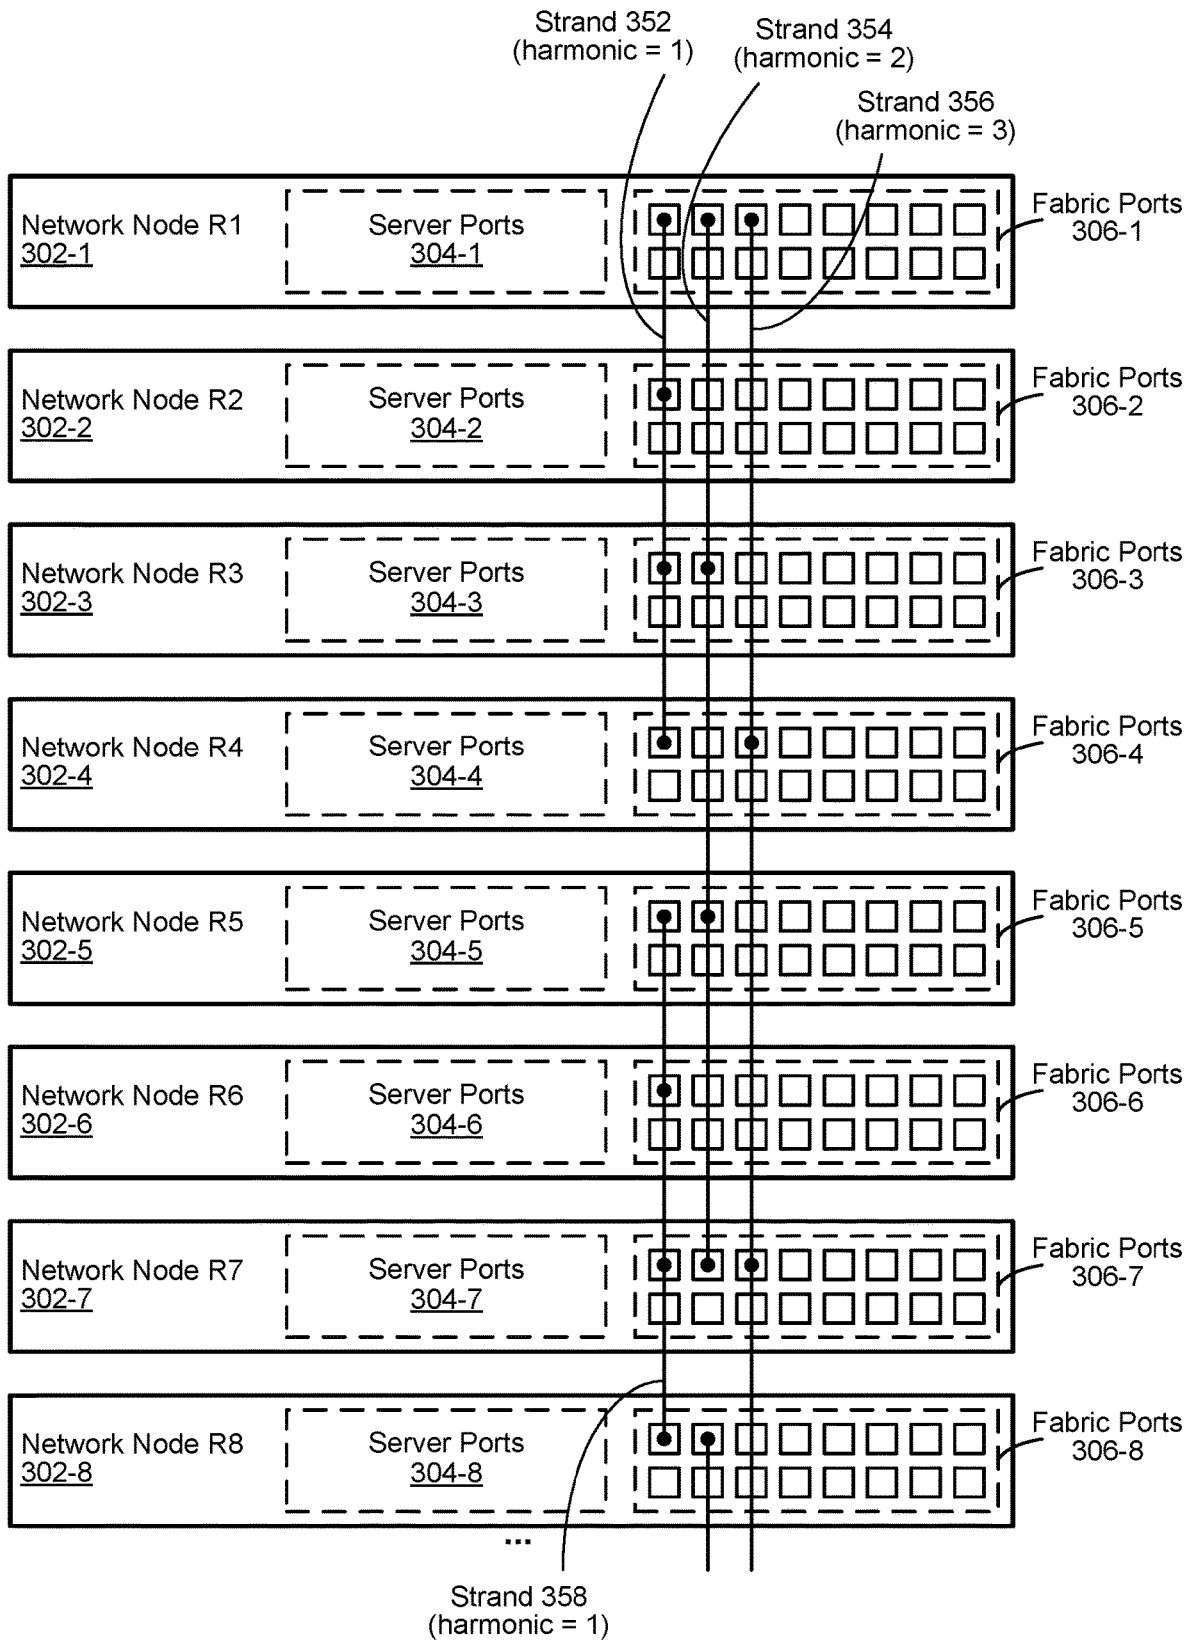 Strand 352
(harmonic = 1)
Strand 354
(harmonic = 2)
Strand 356
(harmonic = 3)
Network Node R1
302-1
Server Ports
304-1
Fabric Ports
306-1
Network Node R2
302-2
Server Ports
304-2
Fabric Ports
306-2
Network Node R3
302-3
Server Ports
304-3
Fabric Ports
306-3
Network Node R4
302-4
Server Ports
304-4
Fabric Ports
306-4
Network Node R5
302-5
Server Ports
304-5
Fabric Ports
306-5
Network Node R6
302-6
Server Ports
304-6
Fabric Ports
306-6
Network Node R7
302-7
Server Ports
304-7
Fabric Ports
306-7
Network Node R8
302-8
Server Ports
304-8
Fabric Ports
306-8
...
Strand 358
(harmonic = 1)